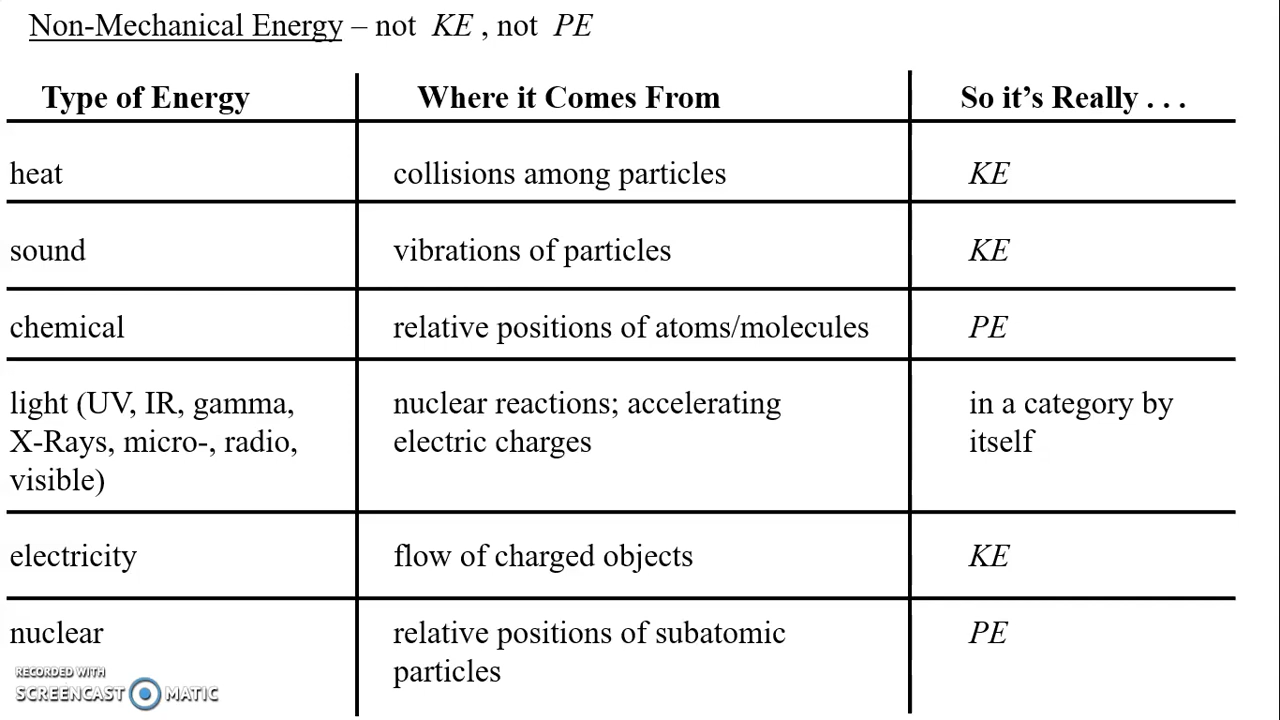 Non-Mechanical Energy – not KE , not PE
Type of Energy Where it Comes From So it's Really . . .
heat collisions among particles KE
sound vibrations of particles KE
chemical relative positions of atoms/molecules PE
light (UV, IR, gamma, nuclear reactions; accelerating in a category by
X-Rays, micro-, radio, electric charges itself
visible)
electricity flow of charged objects KE
nuclear relative positions of subatomic PE
particles
RECORDED WITH
SCREENCAST MATIC